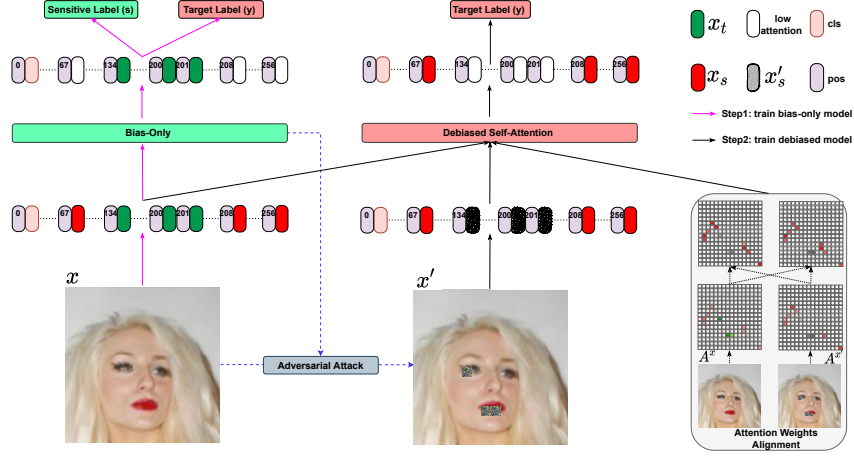 Sensitive Label (s)
Target Label (y)
Target Label (y)
x_t
low attention
cls
x_s
x'_s
pos
0 67 134 200 201 208 256
0 67 134 200 201 208 256
Step1: train bias-only model
Step2: train debiased model
Bias-Only
Debiased Self-Attention
0 67 134 200 201 208 256
0 67 134 200 201 208 256
x
x'
Adversarial Attack
A^x
A^x
Attention Weights
Alignment